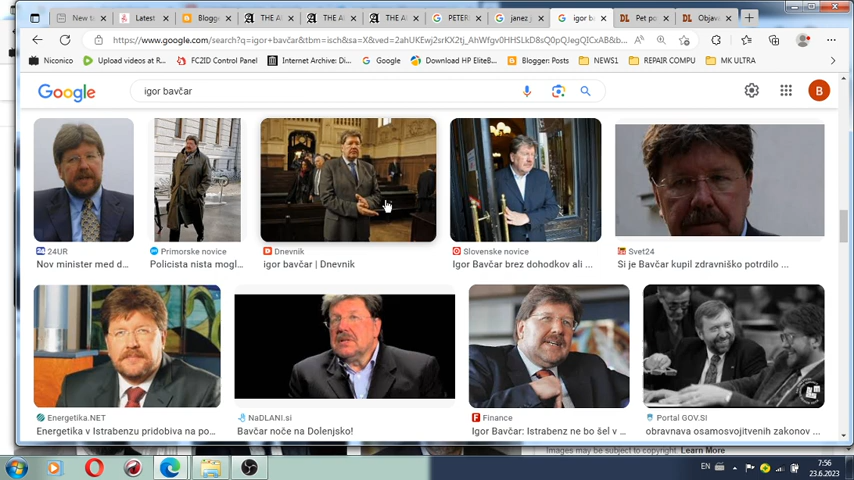 New ta
Latest
Blogge
THE AI
THE AU
THE AI
PETER
janez
igor b
Pet po
Objav
https://www.google.com/search?q=igor+bavčar&tbm=isch&sa=X&ved=2ahUKEwj2srKX2tj_AhWfgv0HHSLkD8sQ0pQJegQICxAB&b...
Niconico
Upload videos at R...
FCZID Control Panel
Internet Archive: Di...
Google
Download HP EliteB...
Blogger: Posts
NEWS1
REPAIR COMPU
MK ULTRA
Google
igor bavčar
B
24UR
Nov minister med d...
Primorske novice
Policista nista mogl...
Dnevnik
igor bavčar | Dnevnik
Slovenske novice
Igor Bavčar brez dohodkov ali ...
Svet24
Si je Bavčar kupil zdravniško potrdilo ...
Energetika.NET
Energetika v Istrabenzu pridobiva na po...
NaDLANI.si
Bavčar noče na Dolenjsko!
Finance
Igor Bavčar: Istrabenz ne bo šel v ...
Portal GOV.SI
obravnava osamosvojitvenih zakonov ...
Images may be subject to copyright. Learn More
EN
7:56
23.6.2023